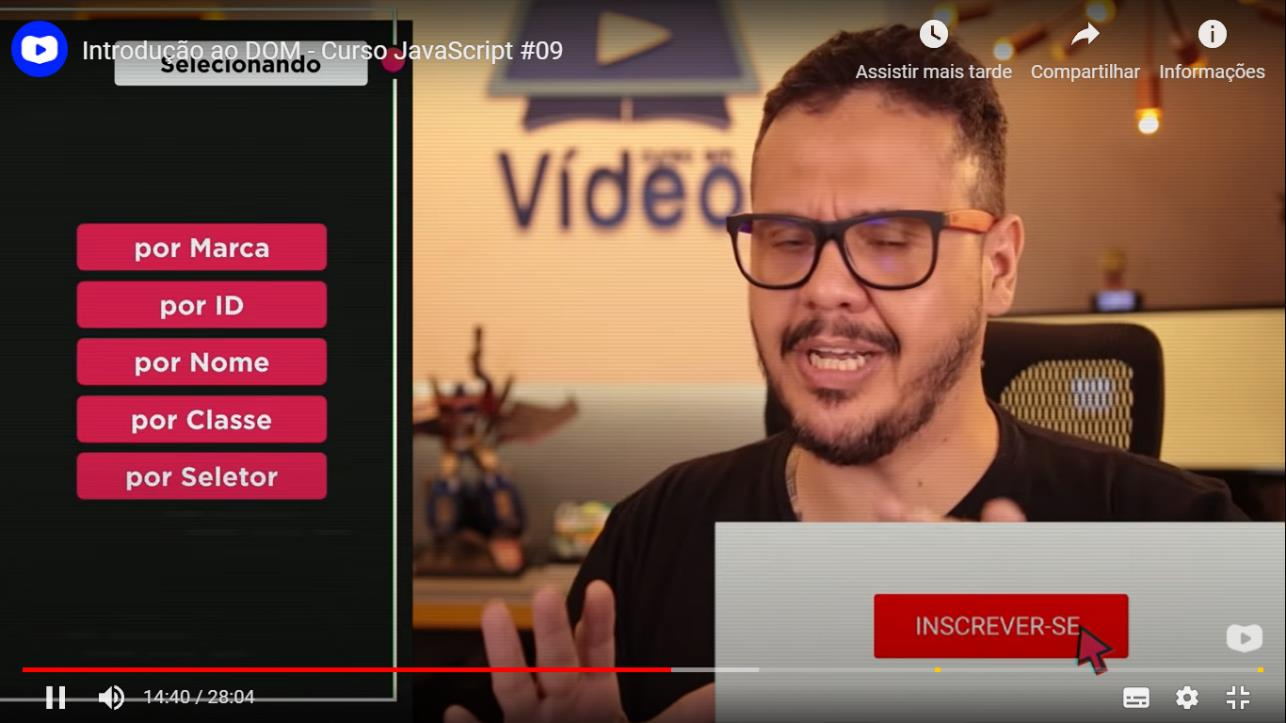 Introdução ao DOM - Curso JavaScript #09
Assistir mais tarde
Compartilhar
Informações
Selecionando
Vídeo
por Marca
por ID
por Nome
por Classe
por Seletor
INSCREVER-SE
14:40 / 28:04